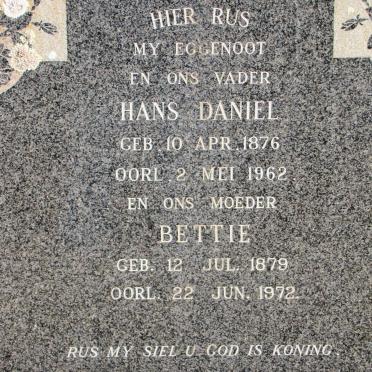 HIER RUS
MY EGGENOOT
EN ONS VADER
HANS DANIEL
GEB. 10 APR. 1876
OORL. 2 MEI 1962.
EN ONS MOEDER
BETTIE
GEB. 12 JUL. 1879
OORL. 22 JUN. 1972.
RUS MY SIEL U GOD IS KONING.